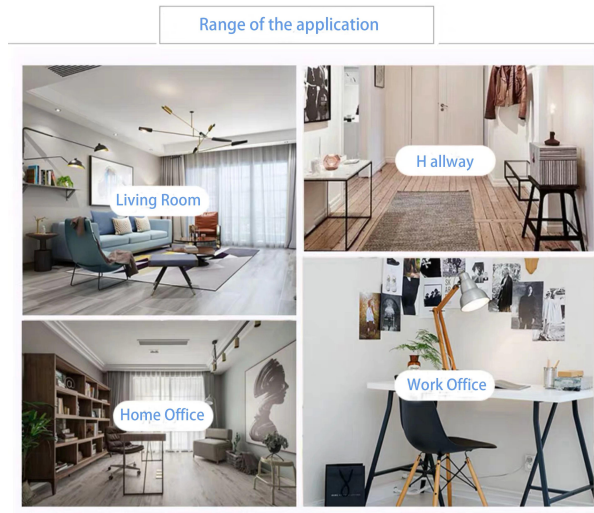 Range of the application
Living Room
H allway
Home Office
Work Office